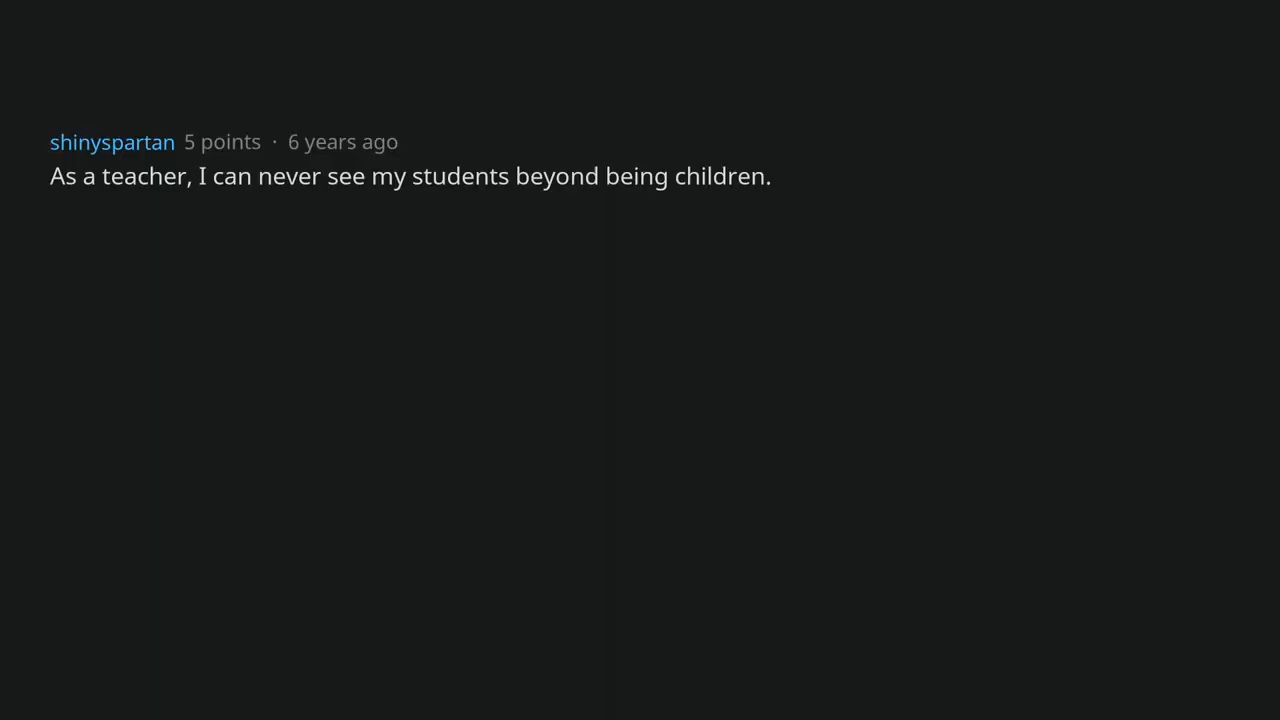 shinyspartan 5 points · 6 years ago
As a teacher, I can never see my students beyond being children.